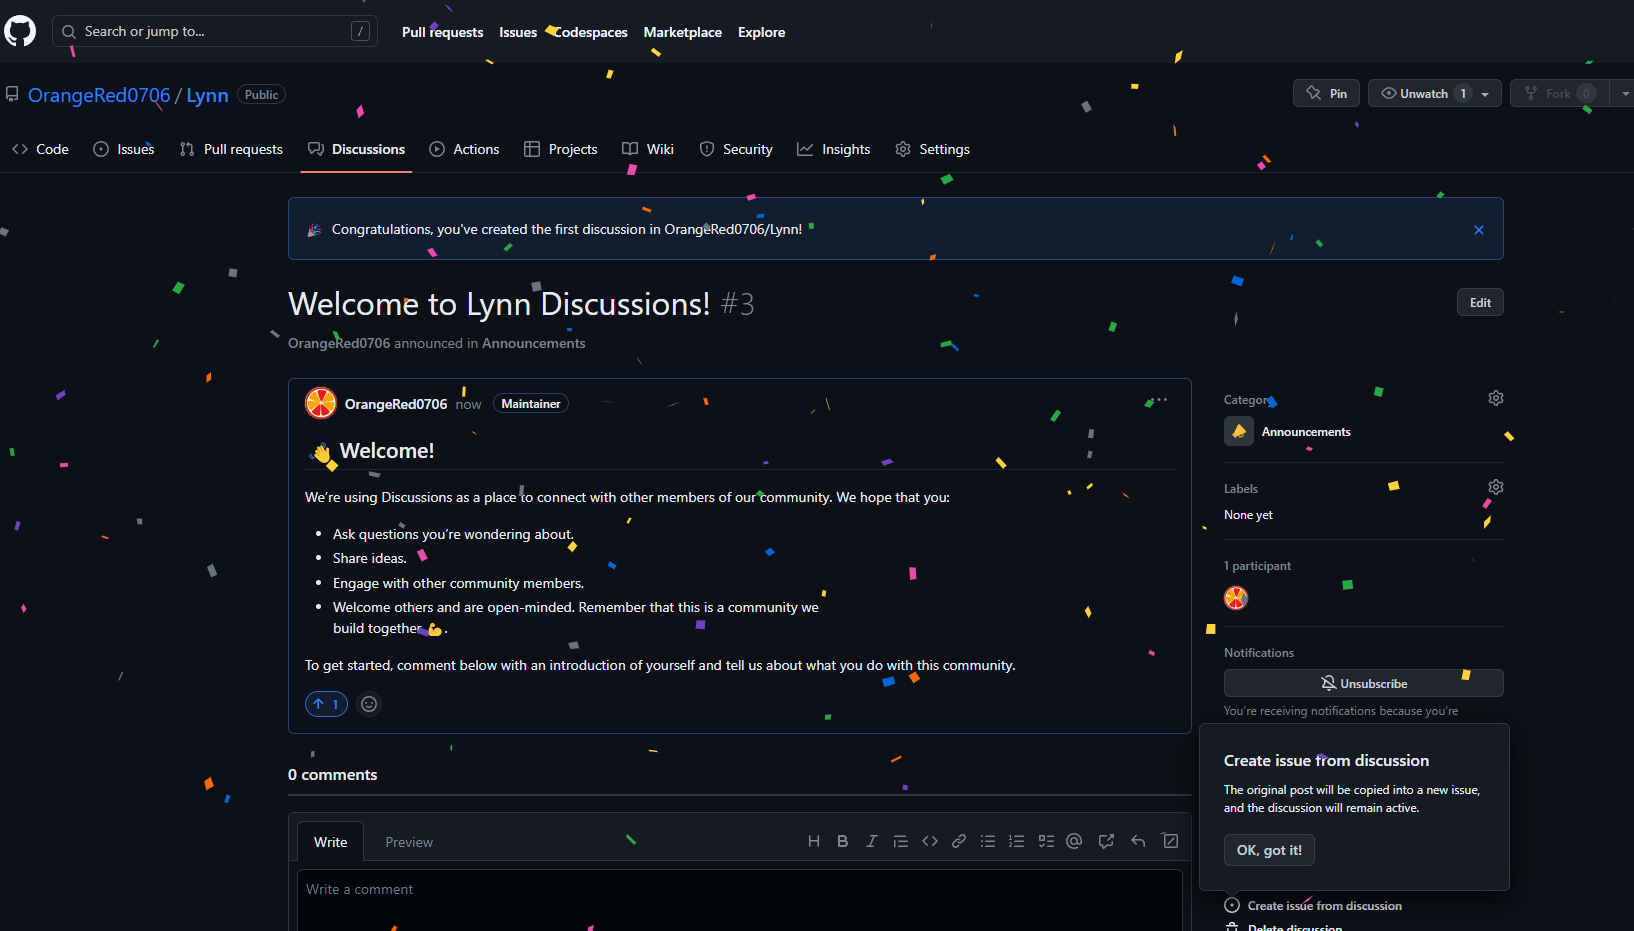 Search or jump to... /
Pull requests Issues Codespaces Marketplace Explore
OrangeRed0706 / Lynn Public
Pin Unwatch 1 Fork 0
Code Issues Pull requests Discussions Actions Projects Wiki Security Insights Settings
Congratulations, you've created the first discussion in OrangeRed0706/Lynn!
Welcome to Lynn Discussions! #3
Edit
OrangeRed0706 announced in Announcements
OrangeRed0706 now Maintainer
👋 Welcome!
We're using Discussions as a place to connect with other members of our community. We hope that you:
• Ask questions you're wondering about.
• Share ideas.
• Engage with other community members.
• Welcome others and are open-minded. Remember that this is a community we
build together 💪.
To get started, comment below with an introduction of yourself and tell us about what you do with this community.
↑ 1
0 comments
Write Preview
Write a comment
Category
Announcements
Labels
None yet
1 participant
Notifications
Unsubscribe
You're receiving notifications because you're
Create issue from discussion
The original post will be copied into a new issue,
and the discussion will remain active.
OK, got it!
Create issue from discussion
Delete discussion